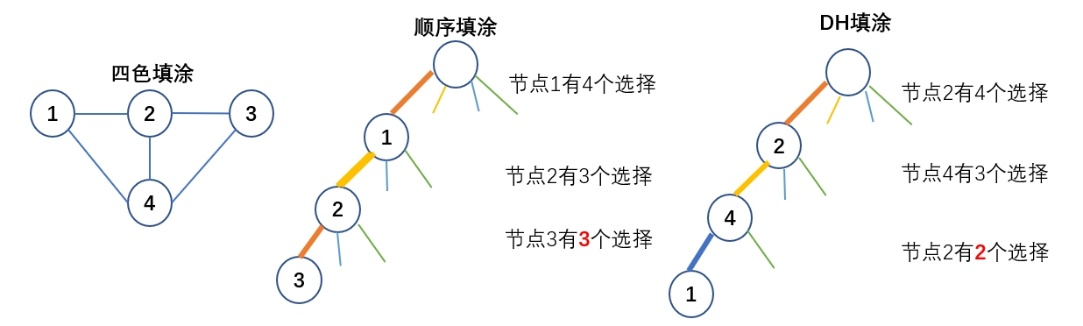 四色填涂
1
2
3
4
顺序填涂
1
2
3
节点1有4个选择
节点2有3个选择
节点3有3个选择
DH填涂
2
4
1
节点2有4个选择
节点4有3个选择
节点2有2个选择